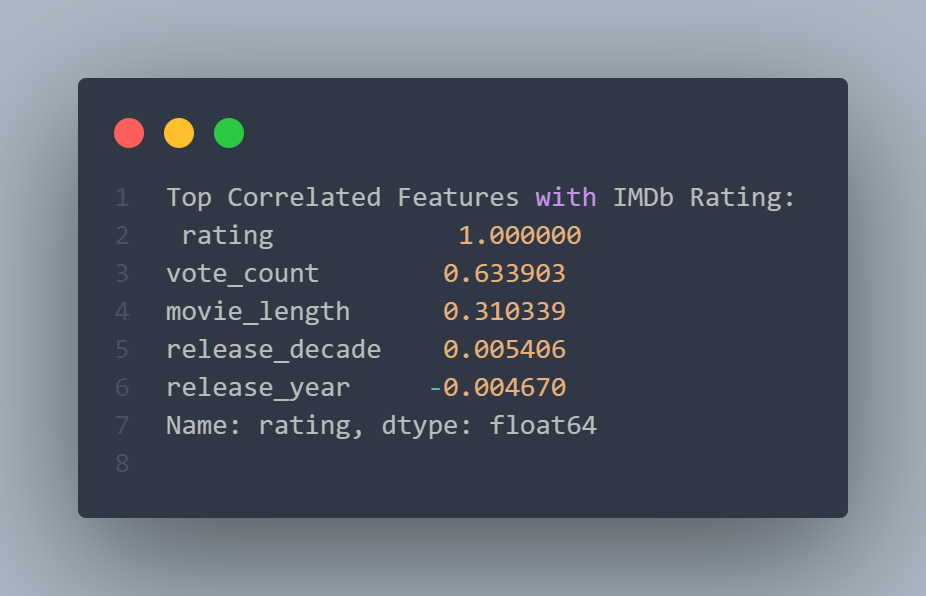 1 Top Correlated Features with IMDb Rating:
2 rating 1.000000
3 vote_count 0.633903
4 movie_length 0.310339
5 release_decade 0.005406
6 release_year -0.004670
7 Name: rating, dtype: float64
8